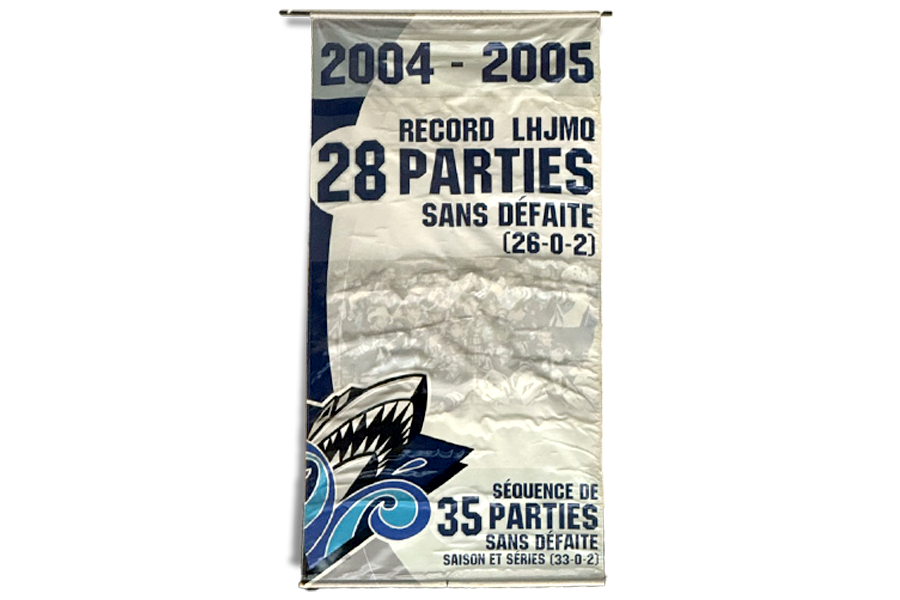 2004 - 2005
RECORD LHJMQ
28 PARTIES
SANS DÉFAITE
(26-0-2)
SÉQUENCE DE
35 PARTIES
SANS DÉFAITE
SAISON ET SÉRIES (33-0-2)